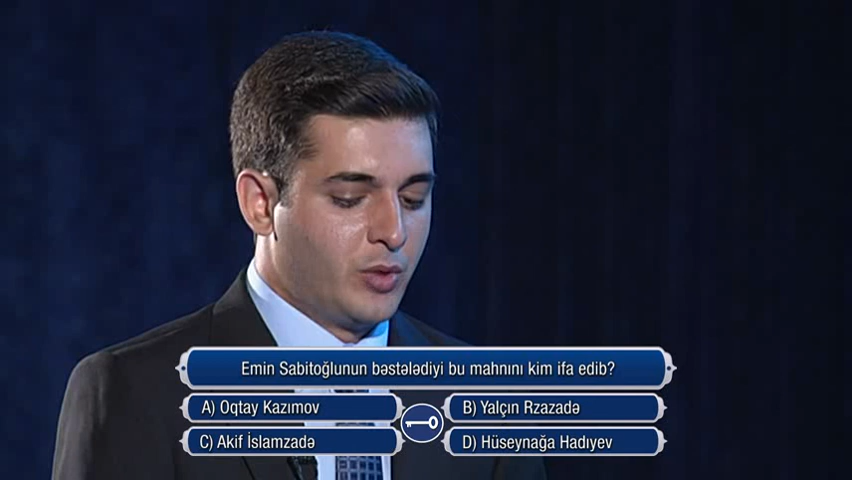 Emin Sabitoğlunun bəstələdiyi bu mahnını kim ifa edib?
A) Oqtay Kazımov
B) Yalçın Rzazadə
C) Akif İslamzadə
D) Hüseynağa Hadıyev